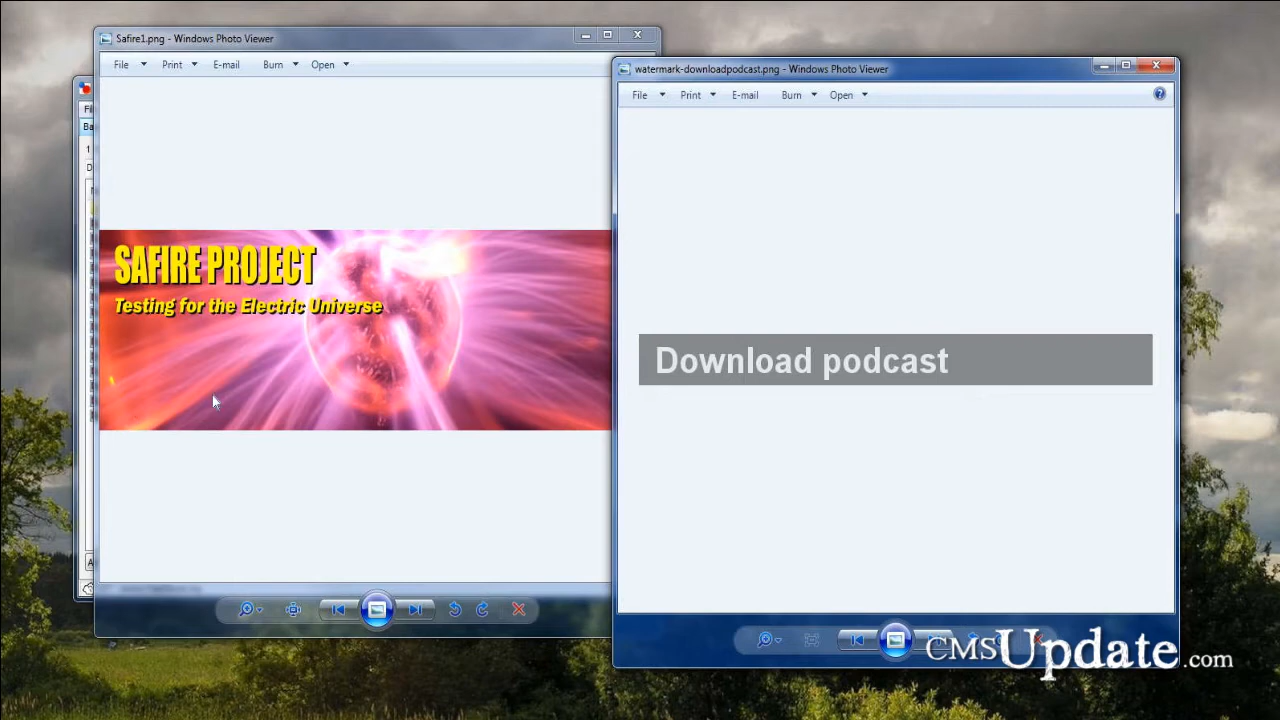 Safire1.png - Windows Photo Viewer
File Print E-mail Burn Open
watermark-downloadpodcast.png - Windows Photo Viewer
File Print E-mail Burn Open
SAFIRE PROJECT
Testing for the Electric Universe
Download podcast
CMSUpdate.com